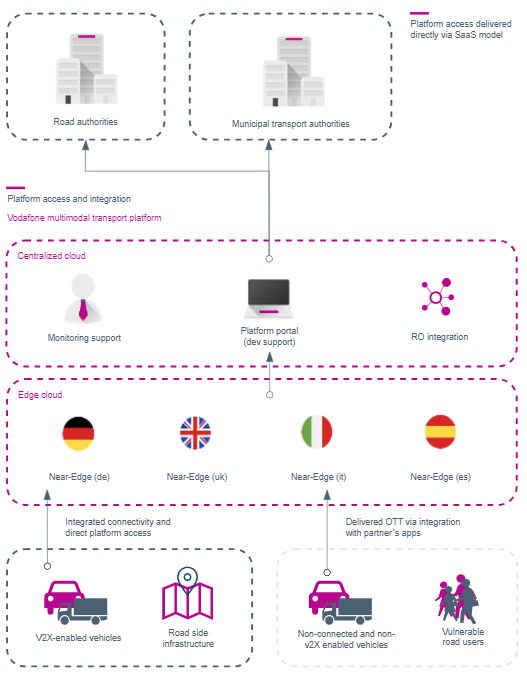 Platform access delivered
directly via SaaS model
Road authorities
Municipal transport authorities
Platform access and integration
Vodafone multimodal transport platform
Centralized cloud
Monitoring support
Platform portal
(dev support)
RO integration
Edge cloud
Near-Edge (de)
Near-Edge (uk)
Near-Edge (it)
Near-Edge (es)
Integrated connectivity and
direct platform access
Delivered OTT via integration
with partner´s apps
V2X-enabled vehicles
Road side
infrastructure
Non-connected and non-
v2X enabled vehicles
Vulnerable
road users